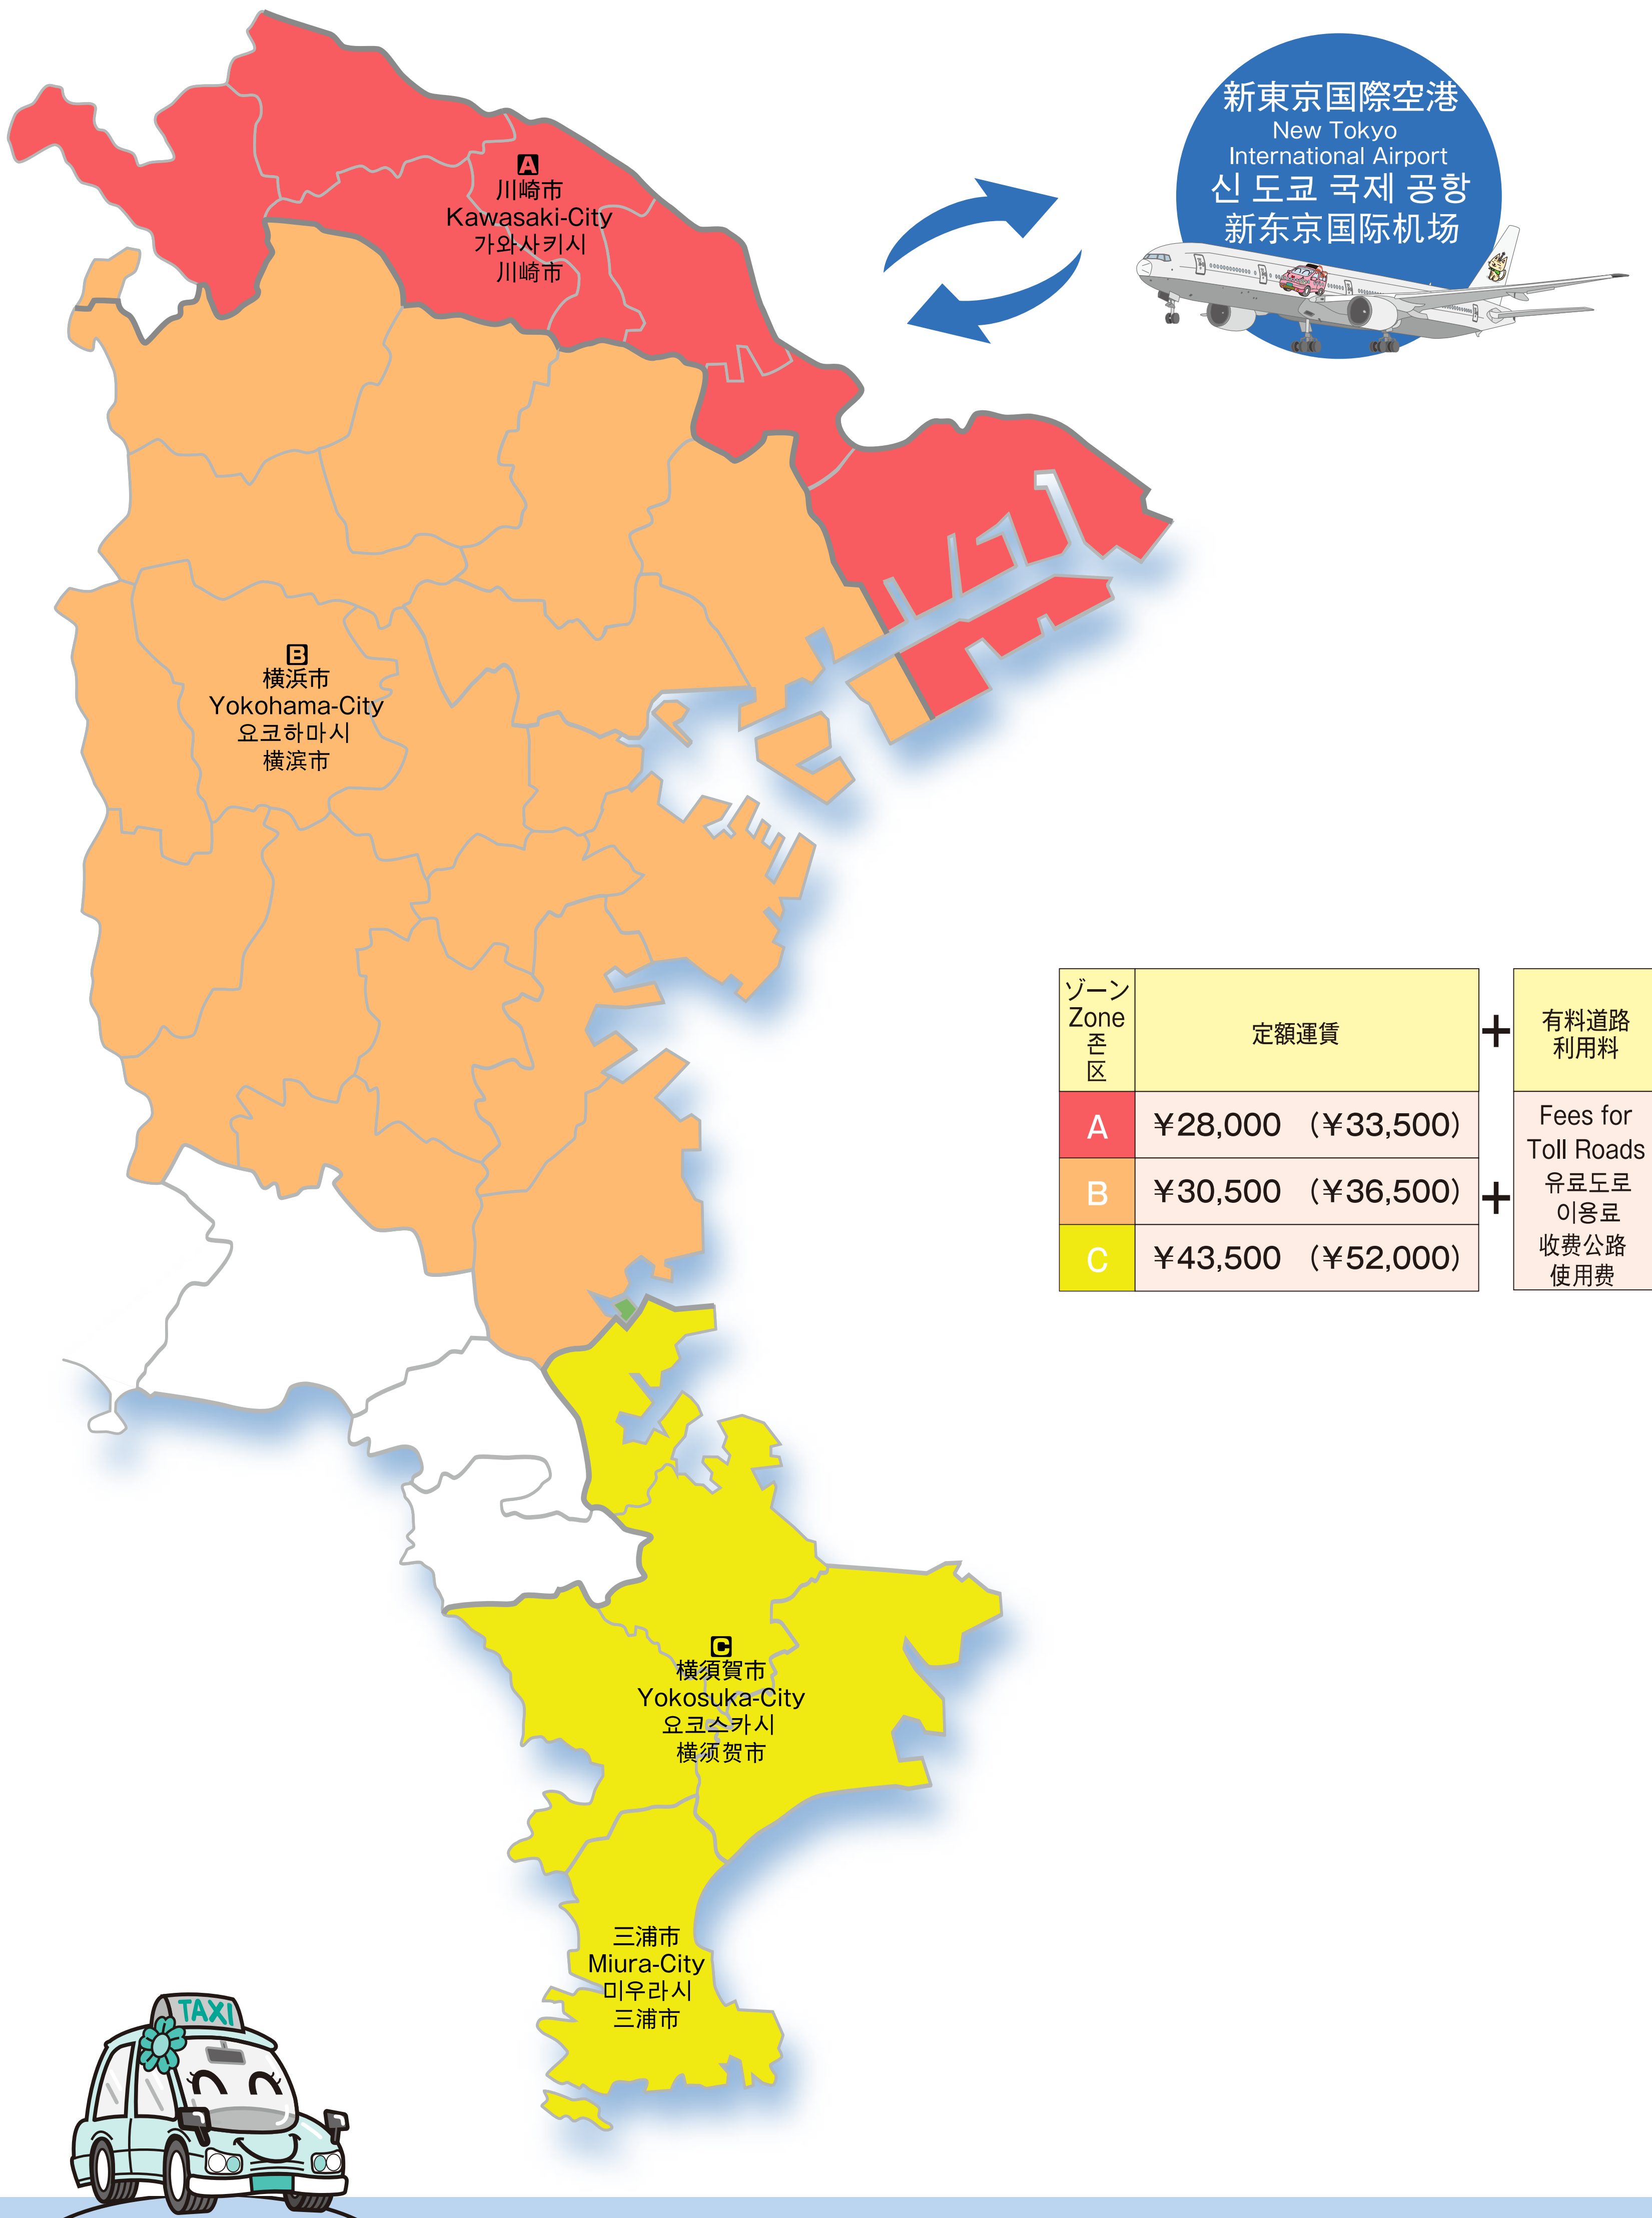 新東京国際空港
New Tokyo
International Airport
신 도쿄 국제 공항
新东京国际机场
A
川崎市
Kawasaki-City
가와사키시
川崎市
B
横浜市
Yokohama-City
요코하마시
横滨市
ゾーン
Zone
존
区
定額運賃
+
有料道路
利用料
A
¥28,000 (¥33,500)
B
¥30,500 (¥36,500)
C
¥43,500 (¥52,000)
+
Fees for
Toll Roads
유료도로
이용료
收费公路
使用费
C
横須賀市
Yokosuka-City
요코스카시
横须贺市
三浦市
Miura-City
미우라시
三浦市
TAXI